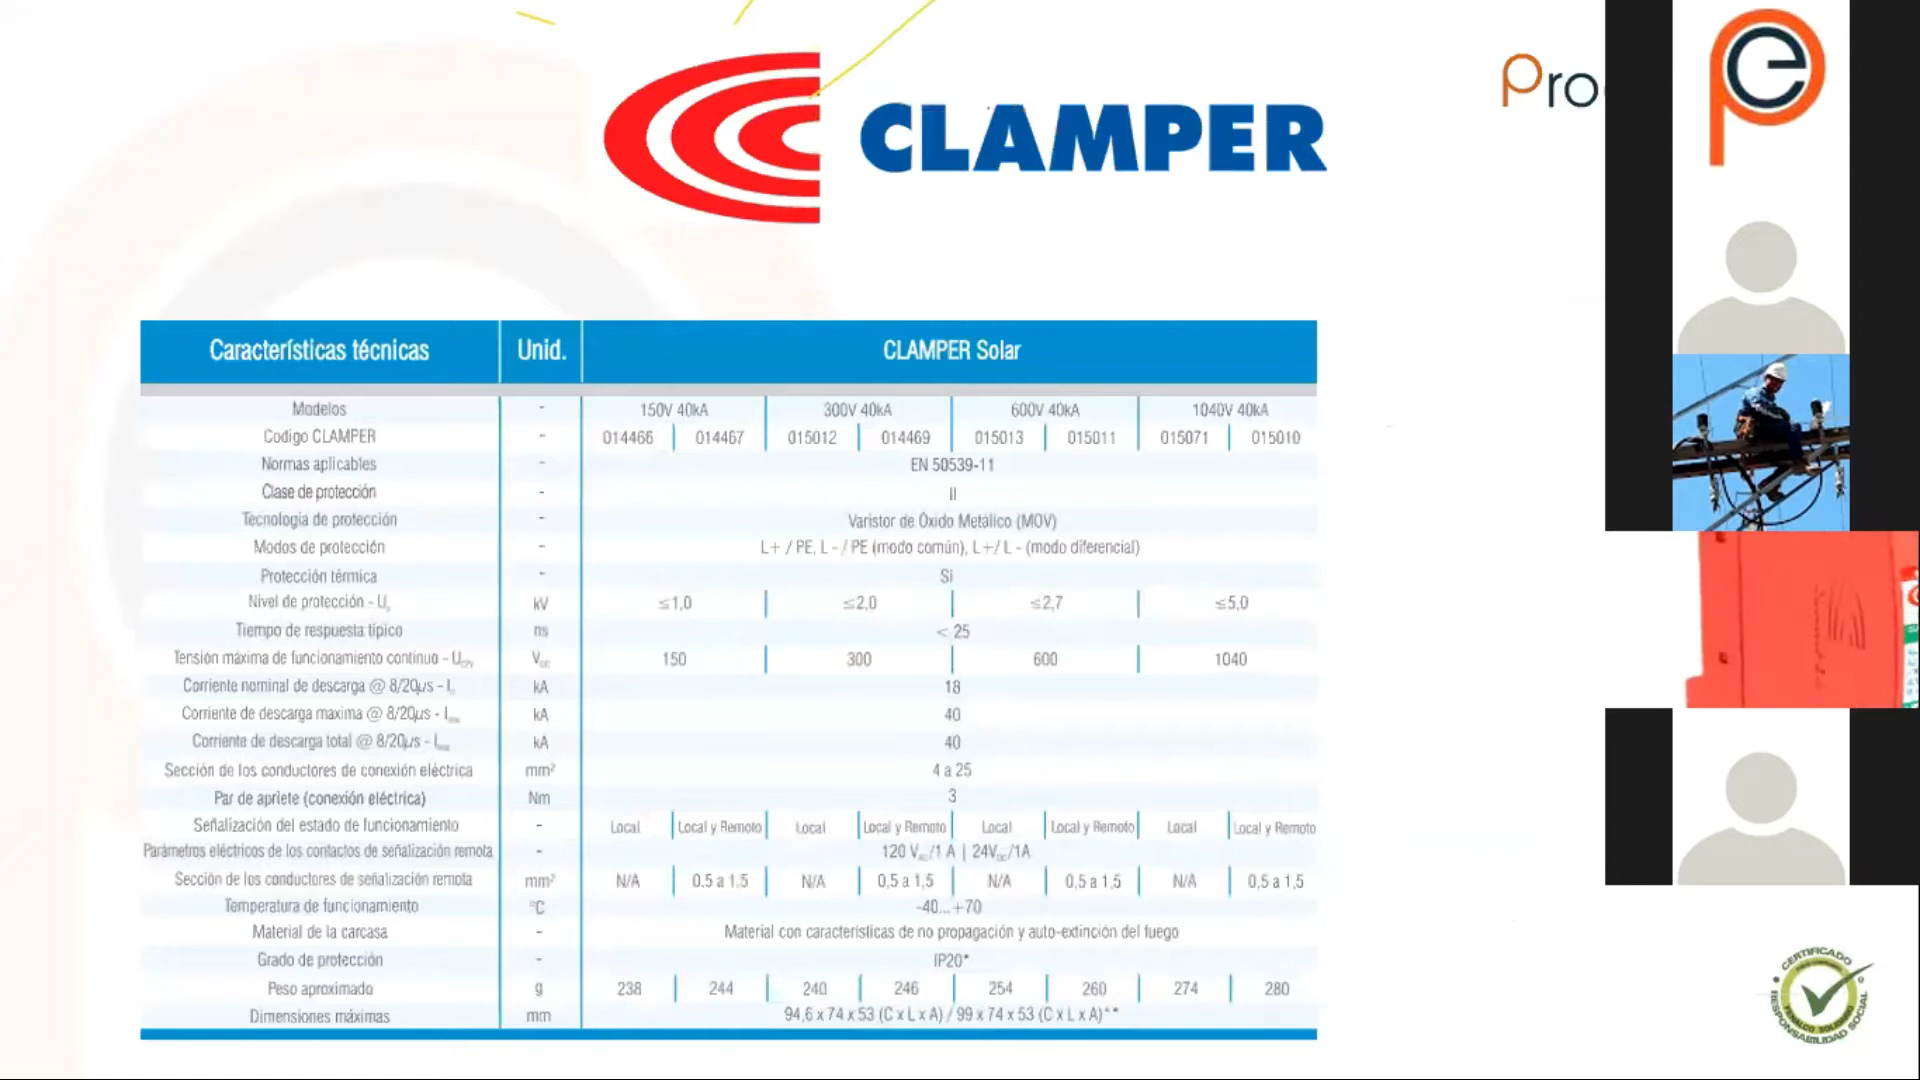 CLAMPER
Pro
Características técnicas Unid. CLAMPER Solar
Modelos - 150V 40kA 300V 40kA 600V 40kA 1040V 40kA
Codigo CLAMPER - 014466 014467 015012 014469 015013 015011 015071 015010
Normas aplicables - EN 50539-11
Clase de protección - II
Tecnología de protección - Varistor de Óxido Metálico (MOV)
Modos de protección - L+ / PE, L - / PE (modo común), L+/ L - (modo diferencial)
Protección térmica - Si
Nivel de protección - U kV ≤1,0 ≤2,0 ≤2,7 ≤5,0
Tiempo de respuesta típico ns < 25
Tensión máxima de funcionamiento continuo - UCPV VDC 150 300 600 1040
Corriente nominal de descarga @ 8/20µs - I kA 18
Corriente de descarga maxima @ 8/20µs - I kA 40
Corriente de descarga total @ 8/20µs - I kA 40
Sección de los conductores de conexión eléctrica mm² 4 a 25
Par de apriete (conexión eléctrica) Nm 3
Señalización del estado de funcionamiento - Local Local y Remoto Local Local y Remoto Local Local y Remoto Local Local y Remoto
Parámetros eléctricos de los contactos de señalización remota - 120 VAC/1 A | 24VDC/1A
Sección de los conductores de señalización remota mm² N/A 0,5 a 1,5 N/A 0,5 a 1,5 N/A 0,5 a 1,5 N/A 0,5 a 1,5
Temperatura de funcionamiento °C -40...+70
Material de la carcasa - Material con características de no propagación y auto-extinción del fuego
Grado de protección - IP20*
Peso aproximado g 238 244 240 246 254 260 274 280
Dimensiones máximas mm 94,6 x 74 x 53 (C x L x A) / 99 x 74 x 53 (C x L x A)**
CERTIFICADO
FENALCO SOLIDARIO
RESPONSABILIDAD SOCIAL